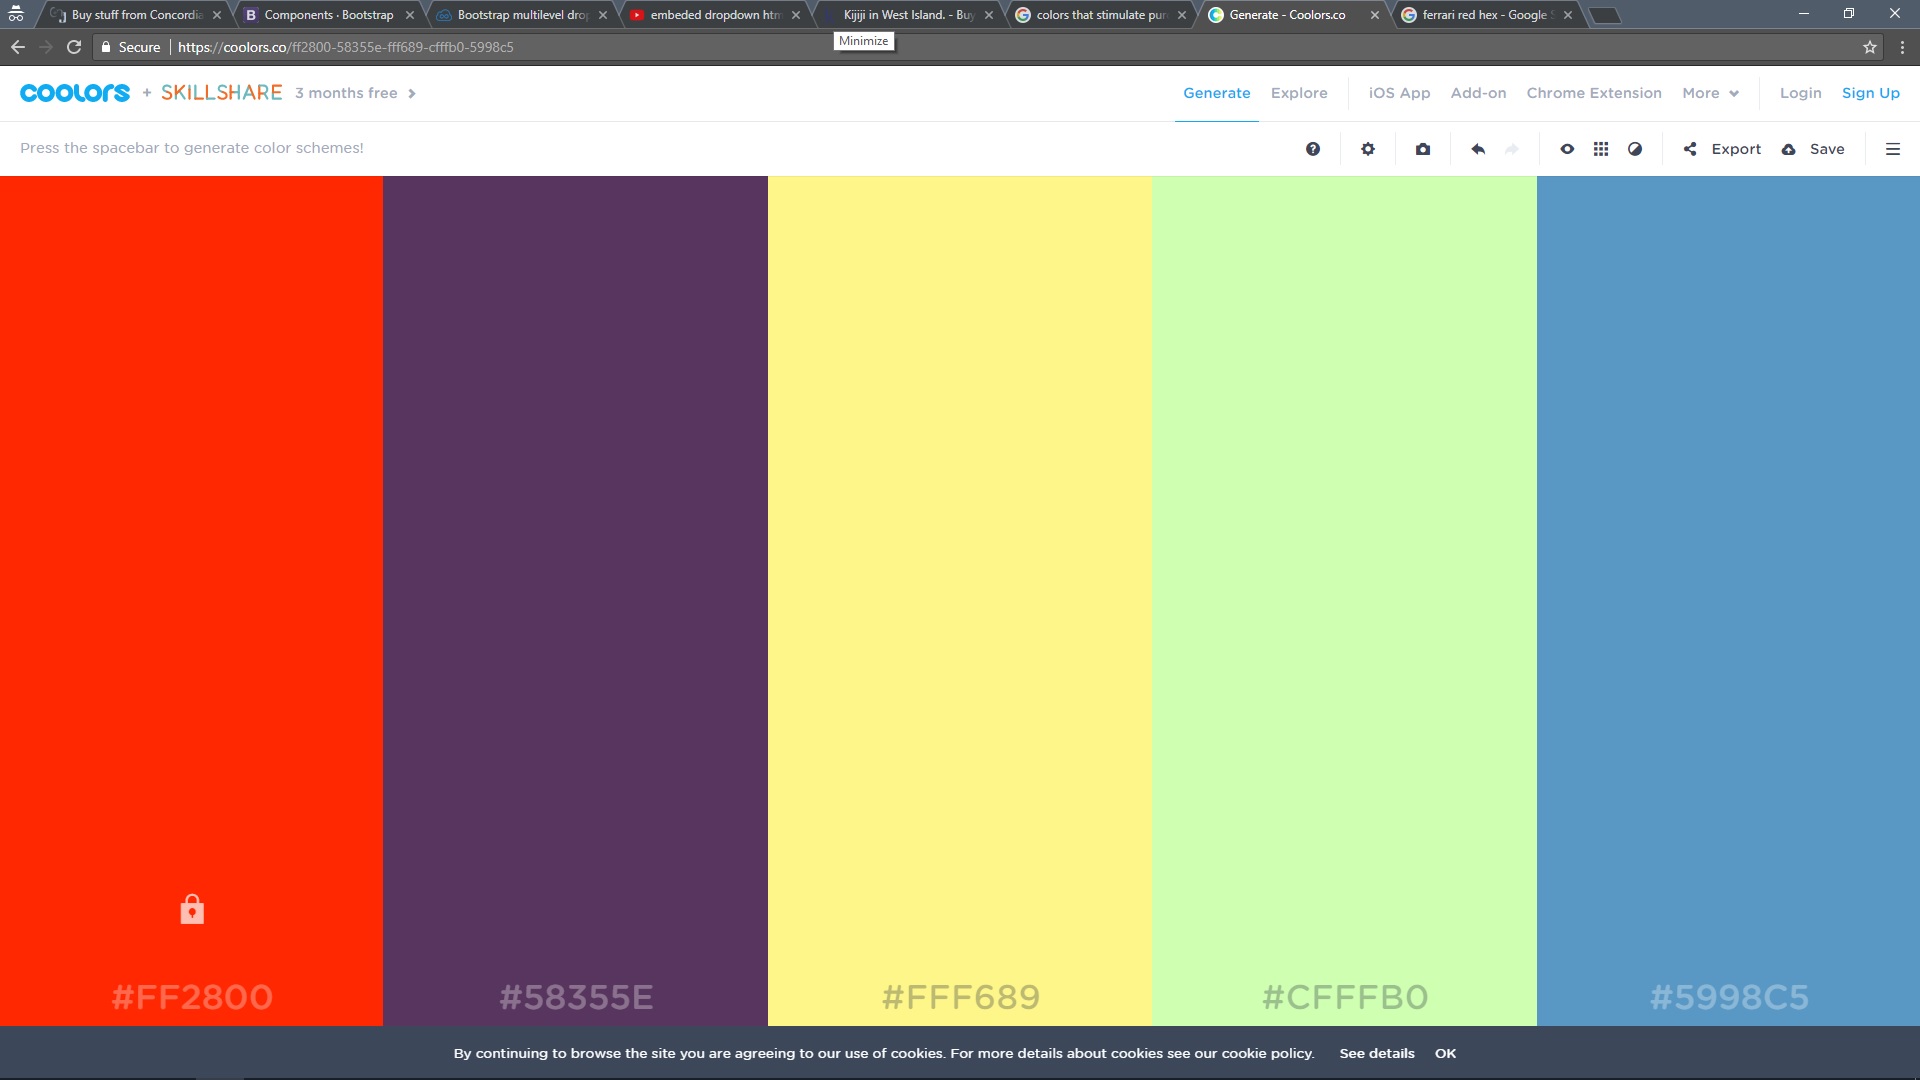 Buy stuff from Concordia
Components · Bootstrap
Bootstrap multilevel drop
embeded dropdown htm
Kijiji in West Island. - Buy
colors that stimulate pur
Generate - Coolors.co
ferrari red hex - Google S
Secure https://coolors.co/ff2800-58355e-fff689-cfffb0-5998c5
Minimize
coolors + SKILLSHARE 3 months free
Generate Explore iOS App Add-on Chrome Extension More Login Sign Up
Press the spacebar to generate color schemes!
Export Save
#FF2800 #58355E #FFF689 #CFFFB0 #5998C5
By continuing to browse the site you are agreeing to our use of cookies. For more details about cookies see our cookie policy. See details OK